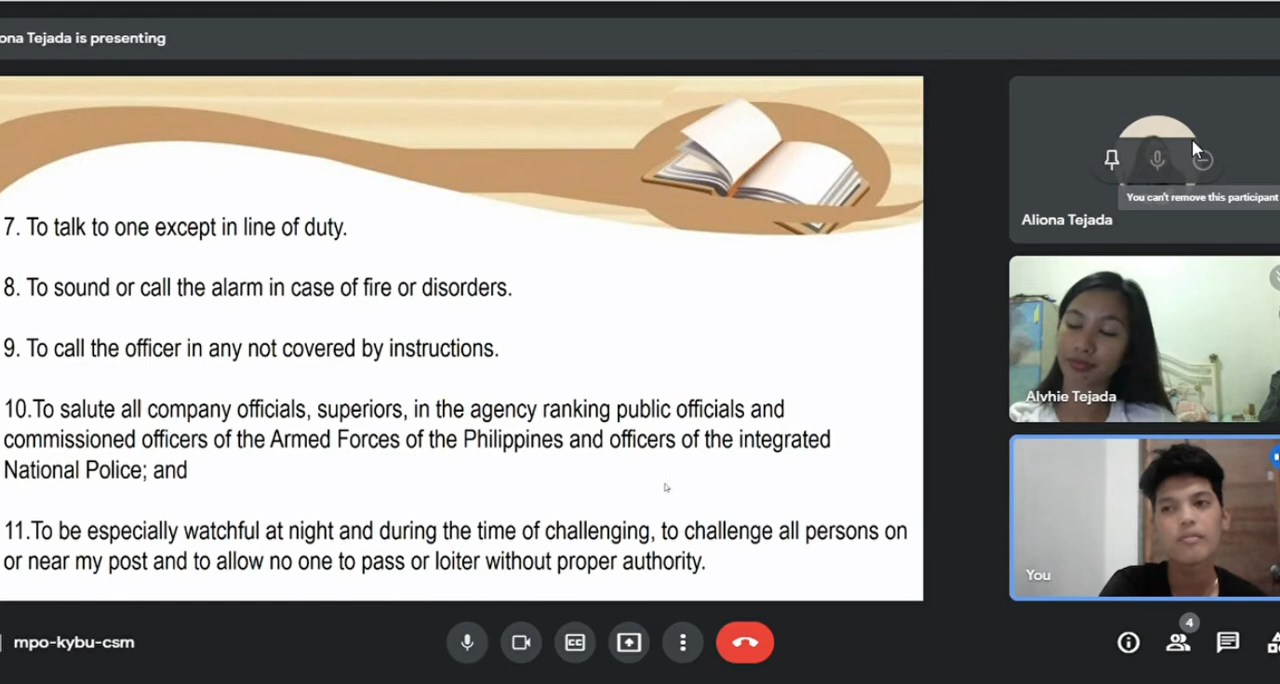 ona Tejada is presenting
7. To talk to one except in line of duty.
8. To sound or call the alarm in case of fire or disorders.
9. To call the officer in any not covered by instructions.
10.To salute all company officials, superiors, in the agency ranking public officials and
commissioned officers of the Armed Forces of the Philippines and officers of the integrated
National Police; and
11.To be especially watchful at night and during the time of challenging, to challenge all persons on
or near my post and to allow no one to pass or loiter without proper authority.
You can't remove this participant
Aliona Tejada
Alvhie Tejada
You
mpo-kybu-csm
CC
4